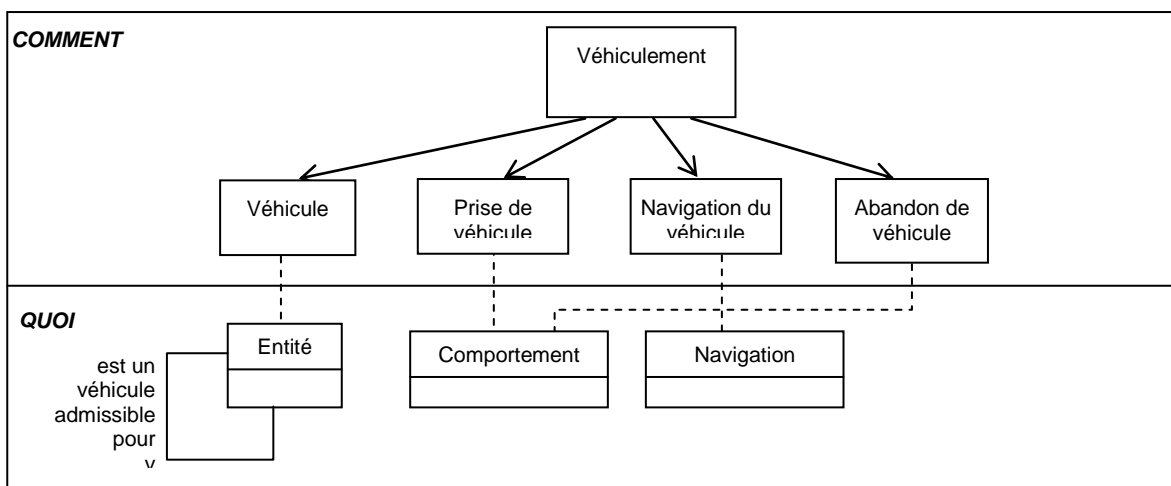 COMMENT
Véhiculement
Véhicule
Prise de
véhicule
Navigation du
véhicule
Abandon de
véhicule
QUOI
Entité
Comportement
Navigation
est un
véhicule
admissible
pour